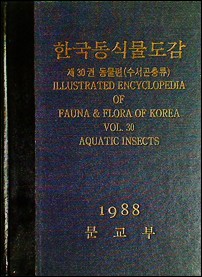 한국동식물도감
제 30권 동물편(수서곤충류)
ILLUSTRATED ENCYCLOPEDIA
OF
FAUNA & FLORA OF KOREA
VOL. 30
AQUATIC INSECTS
1988
문교부